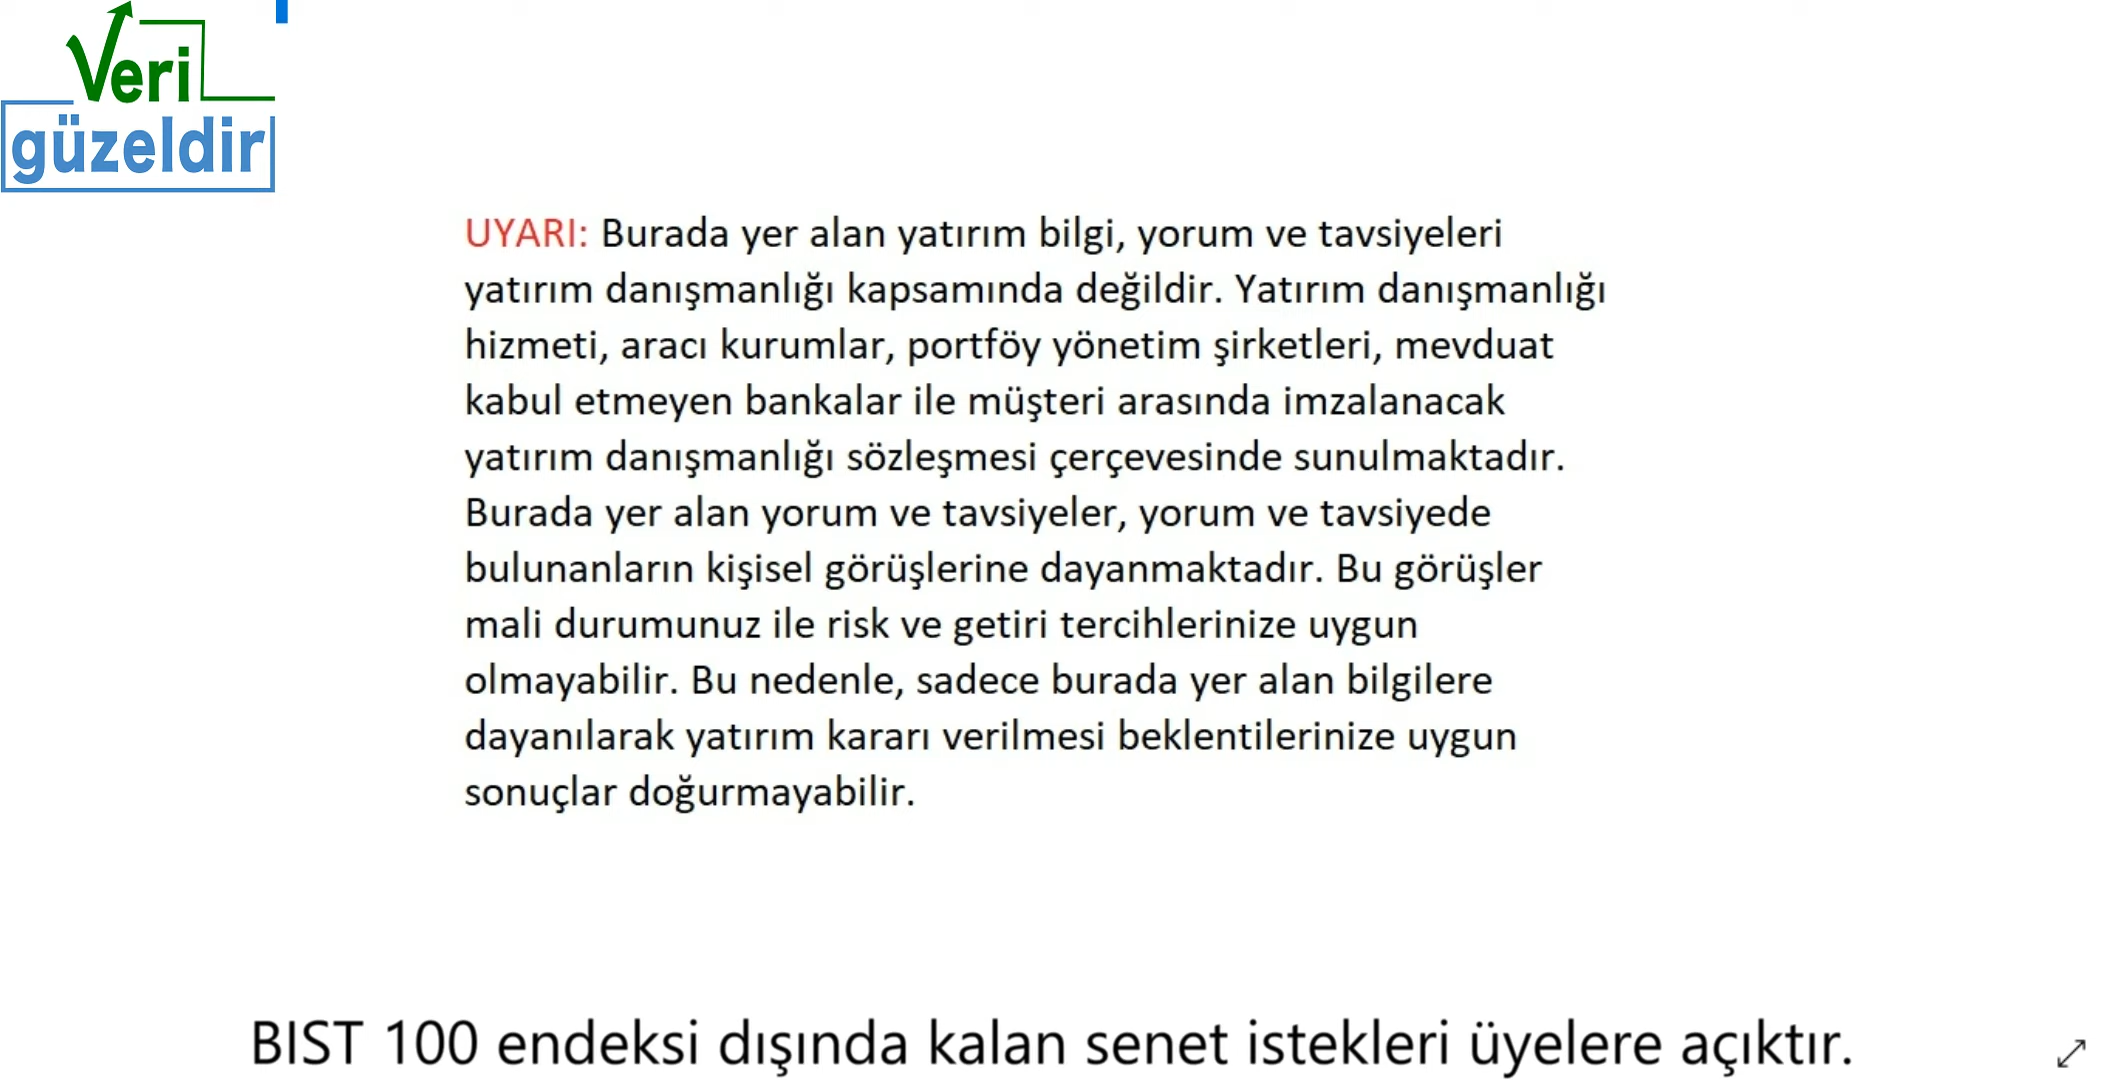 Veri
güzeldir
UYARI: Burada yer alan yatırım bilgi, yorum ve tavsiyeleri
yatırım danışmanlığı kapsamında değildir. Yatırım danışmanlığı
hizmeti, aracı kurumlar, portföy yönetim şirketleri, mevduat
kabul etmeyen bankalar ile müşteri arasında imzalanacak
yatırım danışmanlığı sözleşmesi çerçevesinde sunulmaktadır.
Burada yer alan yorum ve tavsiyeler, yorum ve tavsiyede
bulunanların kişisel görüşlerine dayanmaktadır. Bu görüşler
mali durumunuz ile risk ve getiri tercihlerinize uygun
olmayabilir. Bu nedenle, sadece burada yer alan bilgilere
dayanılarak yatırım kararı verilmesi beklentilerinize uygun
sonuçlar doğurmayabilir.
BIST 100 endeksi dışında kalan senet istekleri üyelere açıktır.